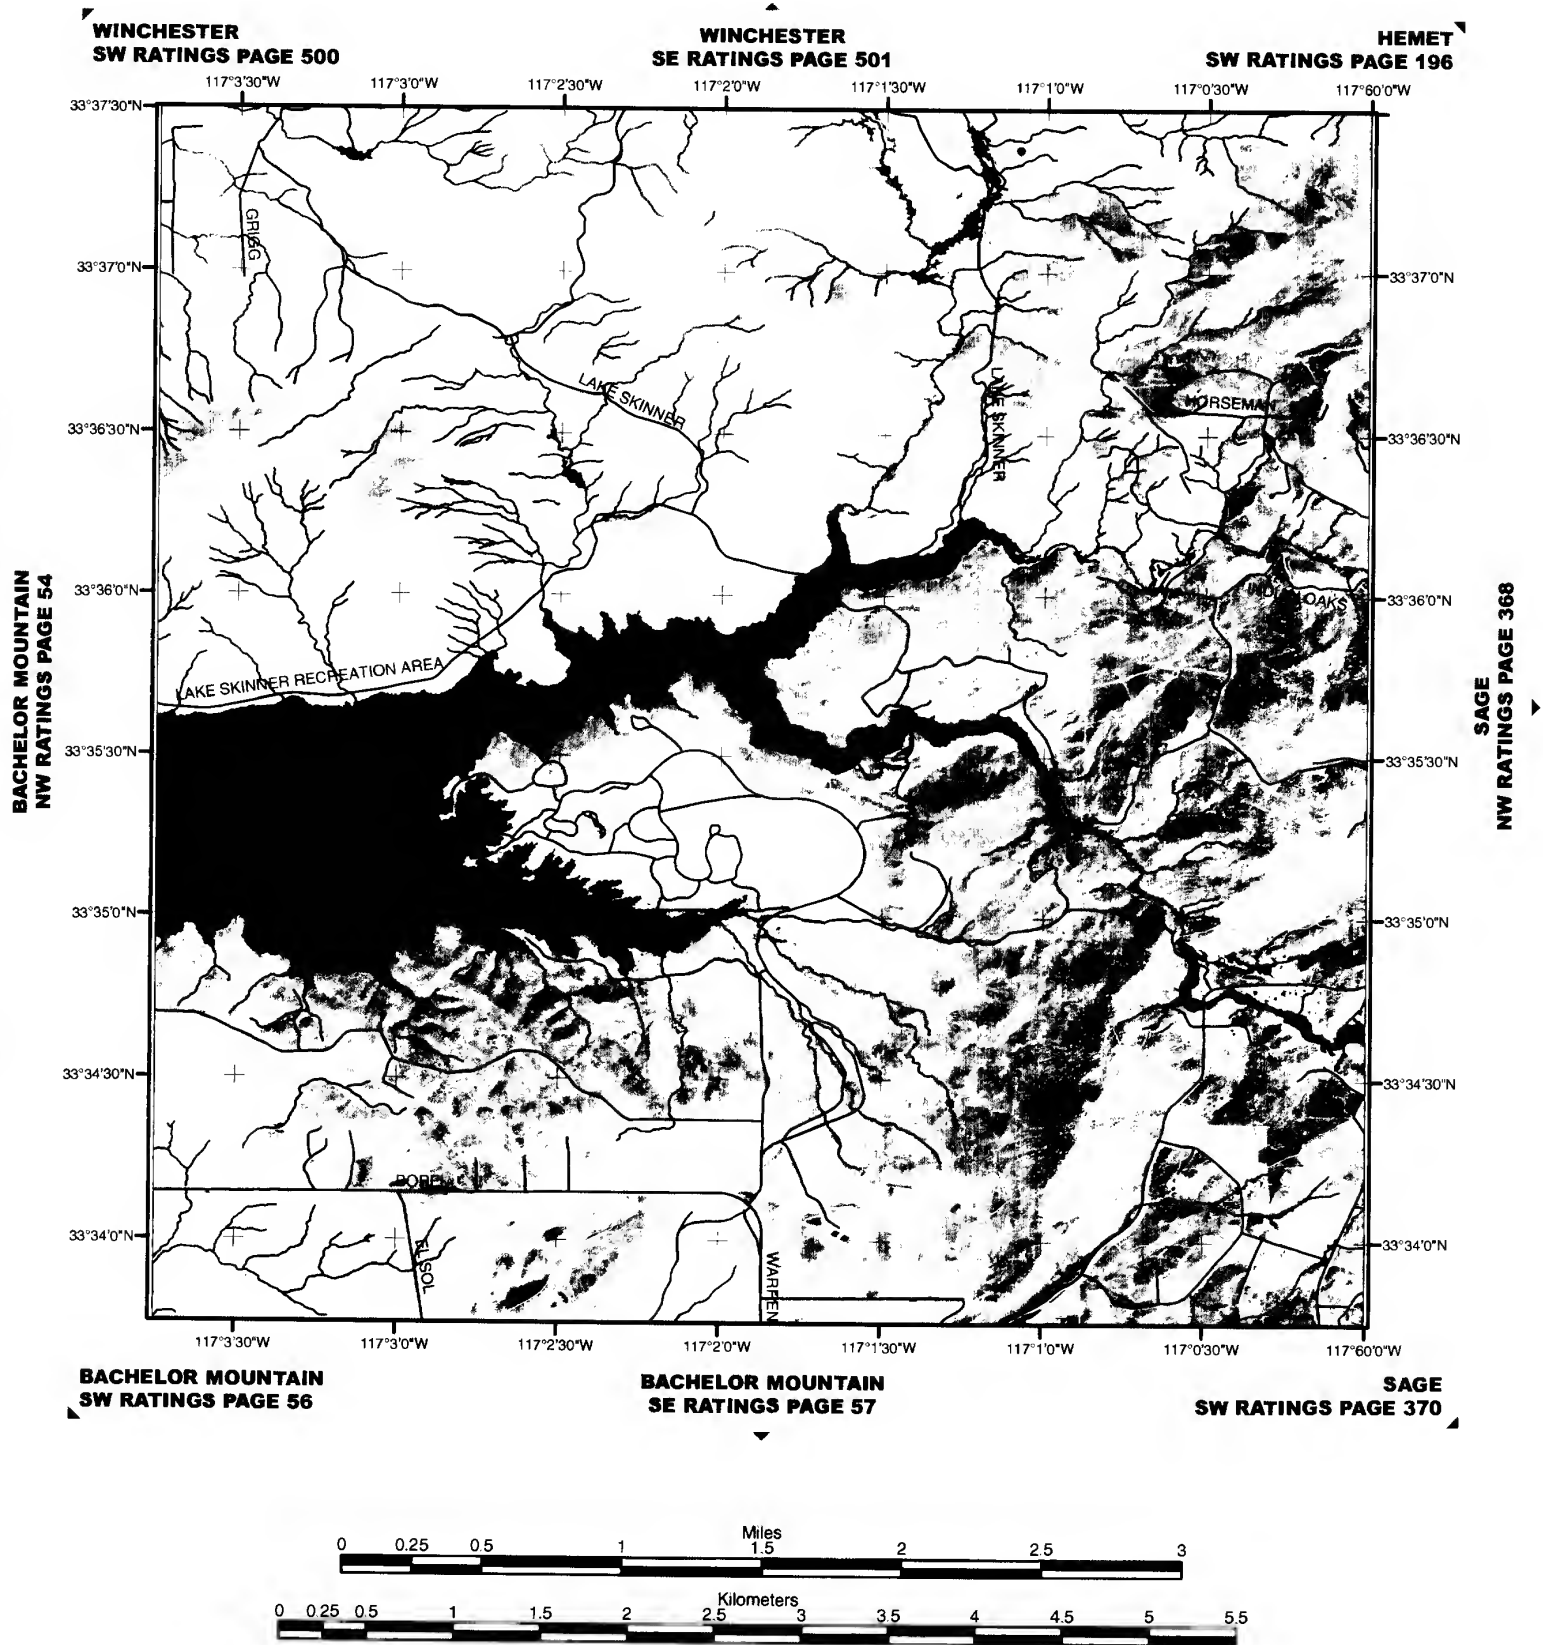 WINCHESTER
SW RATINGS PAGE 500
WINCHESTER
SE RATINGS PAGE 501
HEMET
SW RATINGS PAGE 196
117°3'30"W 117°3'0"W 117°2'30"W 117°2'0"W 117°1'30"W 117°1'0"W 117°0'30"W 117°60'0"W
33°37'30"N
GRIGG
33°37'0"N 33°37'0"N
LAKE SKINNER
LAKE SKINNER
HORSEMAN
33°36'30"N 33°36'30"N
33°36'0"N 33°36'0"N
OAKS
LAKE SKINNER RECREATION AREA
BACHELOR MOUNTAIN
NW RATINGS PAGE 54
SAGE
NW RATINGS PAGE 368
33°35'30"N 33°35'30"N
33°35'0"N 33°35'0"N
33°34'30"N 33°34'30"N
33°34'0"N 33°34'0"N
EL SOL
WARREN
117°3'30"W 117°3'0"W 117°2'30"W 117°2'0"W 117°1'30"W 117°1'0"W 117°0'30"W 117°60'0"W
BACHELOR MOUNTAIN
SW RATINGS PAGE 56
BACHELOR MOUNTAIN
SE RATINGS PAGE 57
SAGE
SW RATINGS PAGE 370
Miles
0 0.25 0.5 1 1.5 2 2.5 3
Kilometers
0 0.25 0.5 1 1.5 2 2.5 3 3.5 4 4.5 5 5.5